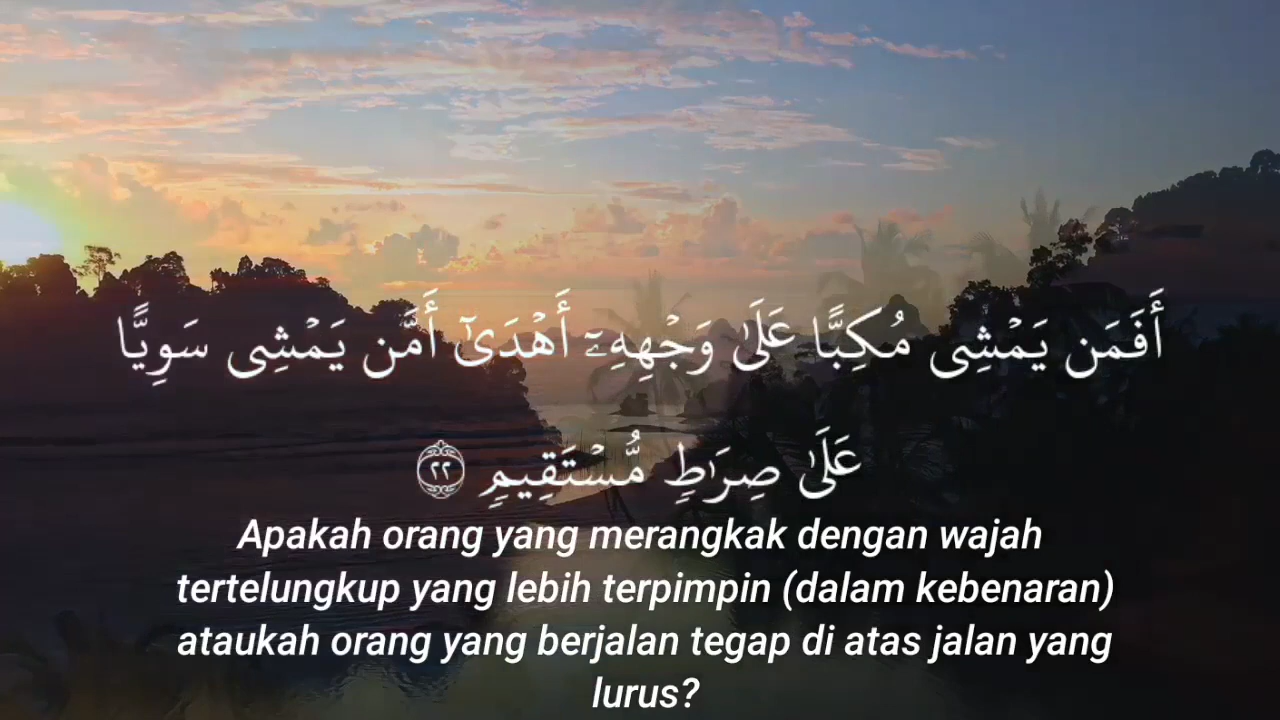 أَفَمَن يَمْشِى مُكِبًّا عَلَىٰ وَجْهِهِۦٓ أَهْدَىٰٓ أَمَّن يَمْشِى سَوِيًّا
عَلَىٰ صِرَٰطٍ مُّسْتَقِيمٍ ٢٢
Apakah orang yang merangkak dengan wajah
tertelungkup yang lebih terpimpin (dalam kebenaran)
ataukah orang yang berjalan tegap di atas jalan yang
lurus?